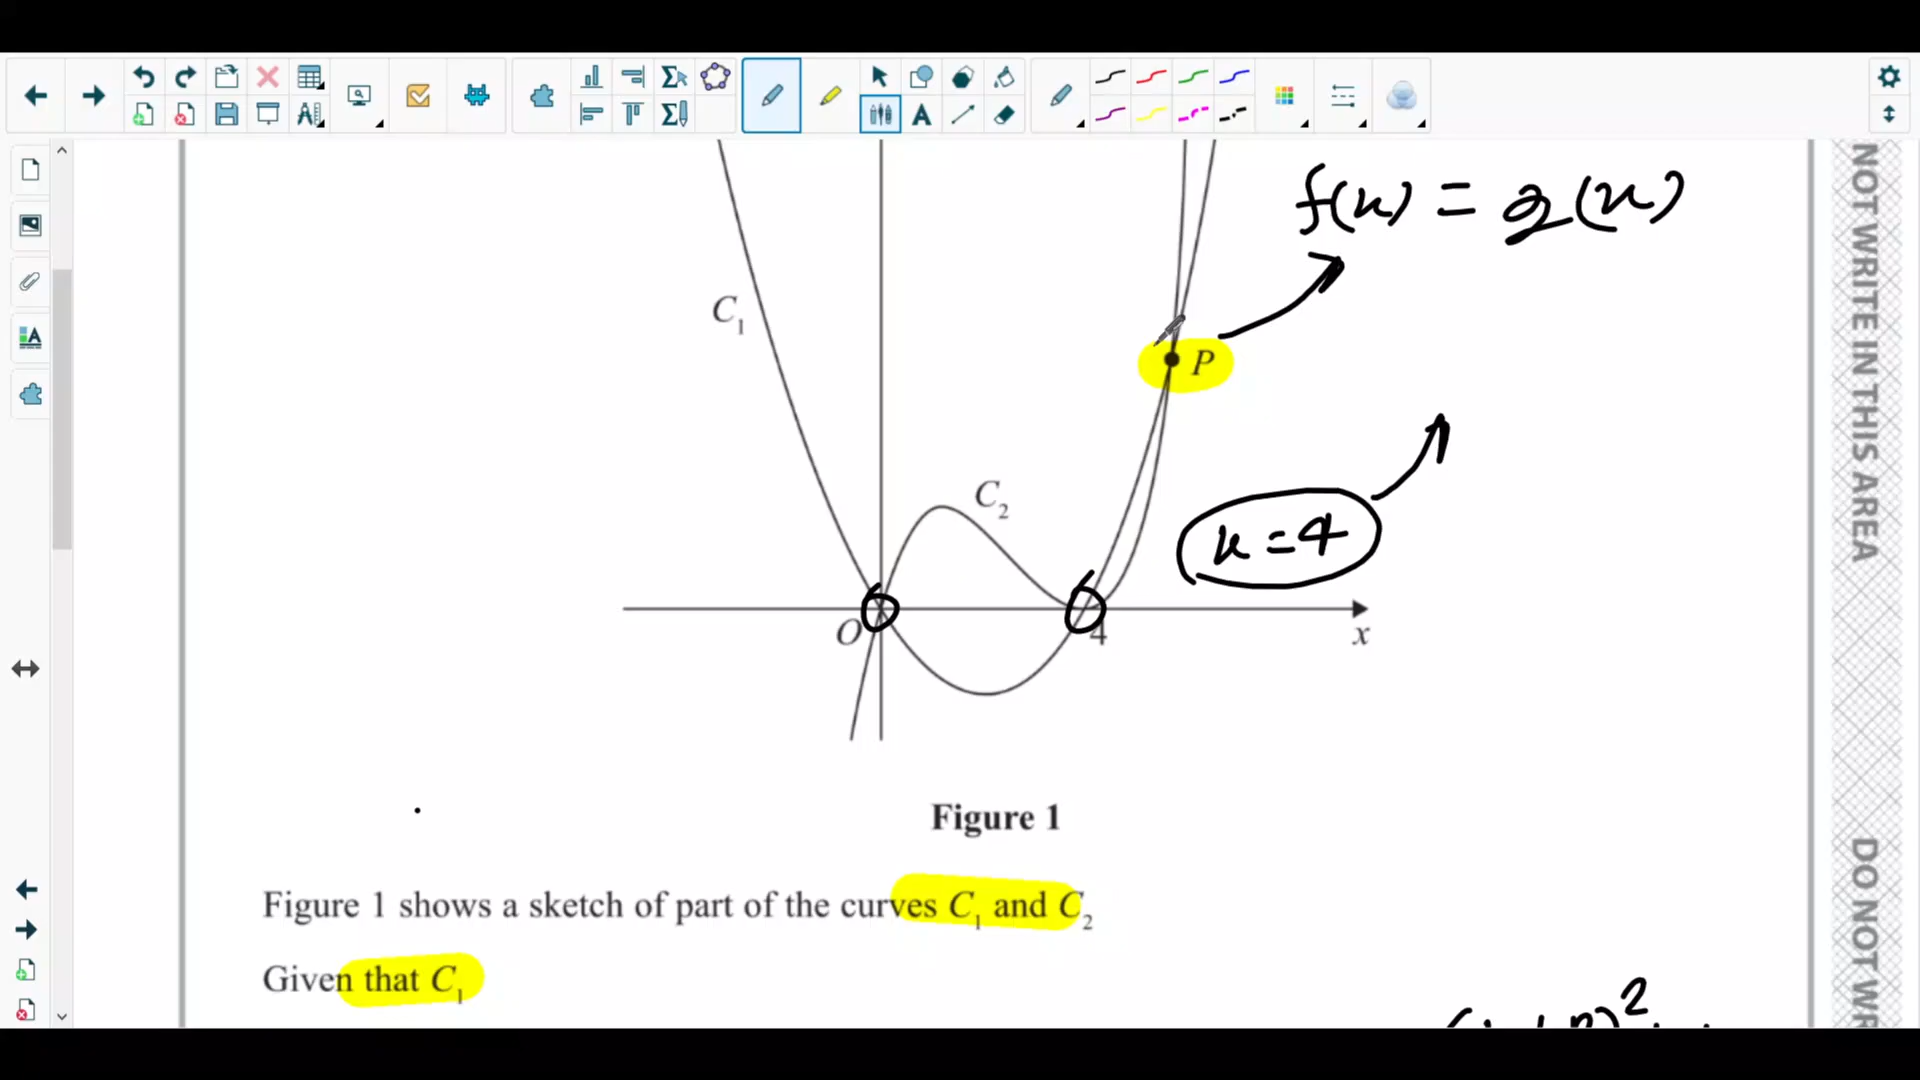 NOT WRITE IN THIS AREA
f(x) = g(x)
C1
P
C2
x = 4
O
4
x
Figure 1
Figure 1 shows a sketch of part of the curves C1 and C2
Given that C1
DO NOT WR